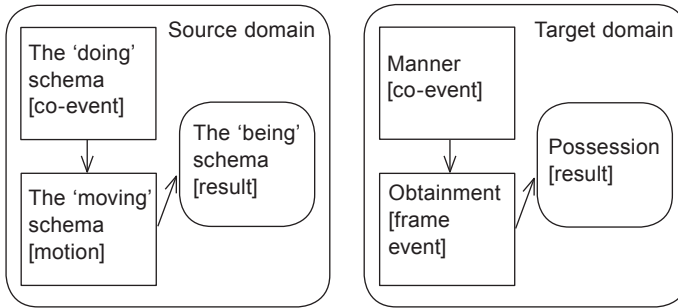 Source domain
The ‘doing’
schema
[co-event]
The ‘being’
schema
[result]
The ‘moving’
schema
[motion]
Target domain
Manner
[co-event]
Possession
[result]
Obtainment
[frame
event]